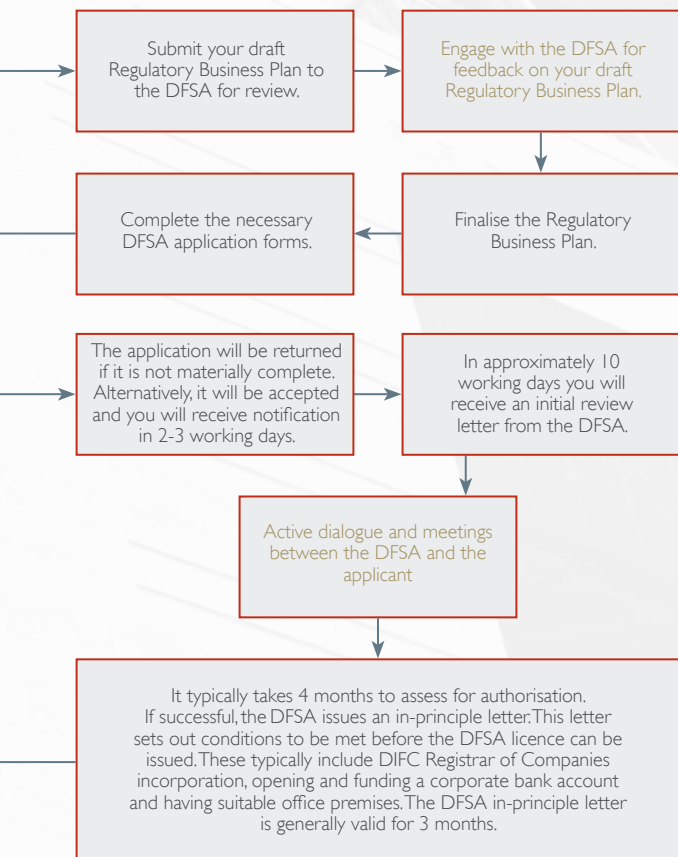 Submit your draft
Regulatory Business Plan to
the DFSA for review.
Engage with the DFSA for
feedback on your draft
Regulatory Business Plan.
Finalise the Regulatory
Business Plan.
Complete the necessary
DFSA application forms.
The application will be returned
if it is not materially complete.
Alternatively, it will be accepted
and you will receive notification
in 2-3 working days.
In approximately 10
working days you will
receive an initial review
letter from the DFSA.
Active dialogue and meetings
between the DFSA and the
applicant
It typically takes 4 months to assess for authorisation.
If successful, the DFSA issues an in-principle letter. This letter
sets out conditions to be met before the DFSA licence can be
issued. These typically include DIFC Registrar of Companies
incorporation, opening and funding a corporate bank account
and having suitable office premises. The DFSA in-principle letter
is generally valid for 3 months.